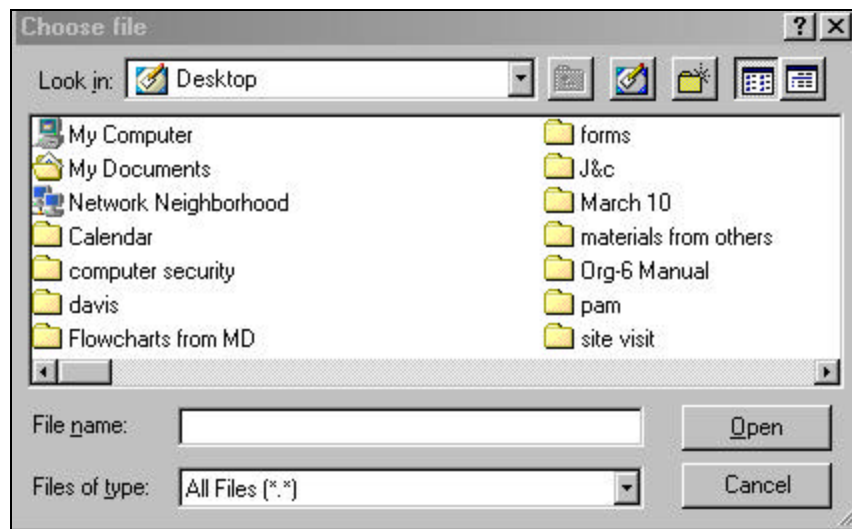 Choose file
Look in: Desktop
My Computer
My Documents
Network Neighborhood
Calendar
computer security
davis
Flowcharts from MD
forms
J&c
March 10
materials from others
Org-6 Manual
pam
site visit
File name:
Open
Files of type: All Files (*.*)
Cancel